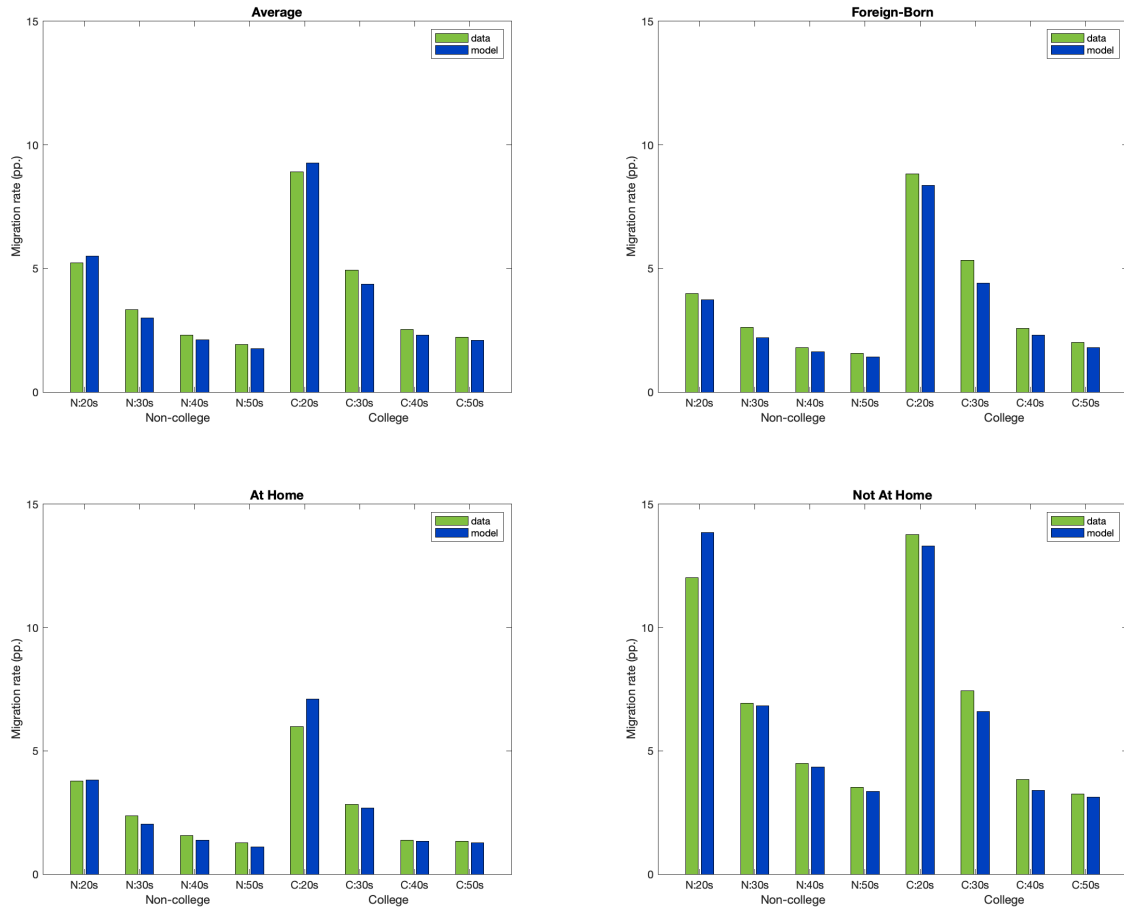 Average
15
10
5
0
Migration rate (pp.)
data
model
N:20s N:30s N:40s N:50s C:20s C:30s C:40s C:50s
Non-college College
Foreign-Born
15
10
5
0
Migration rate (pp.)
data
model
N:20s N:30s N:40s N:50s C:20s C:30s C:40s C:50s
Non-college College
At Home
15
10
5
0
Migration rate (pp.)
data
model
N:20s N:30s N:40s N:50s C:20s C:30s C:40s C:50s
Non-college College
Not At Home
15
10
5
0
Migration rate (pp.)
data
model
N:20s N:30s N:40s N:50s C:20s C:30s C:40s C:50s
Non-college College